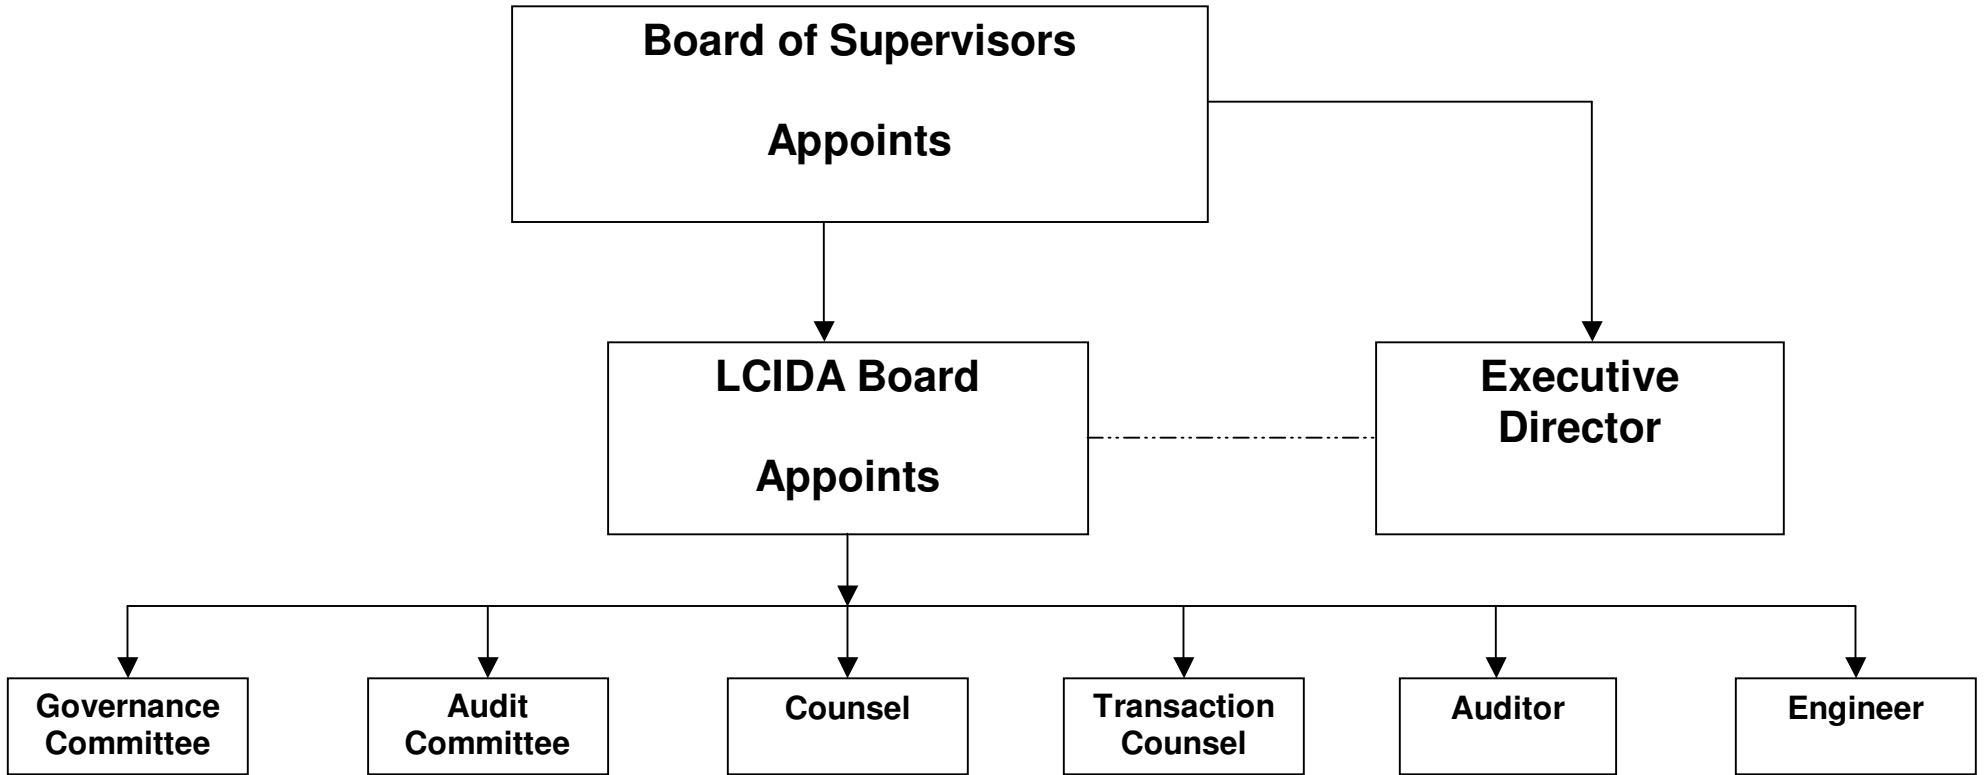 Board of Supervisors
Appoints
LCIDA Board
Appoints
Executive
Director
Governance
Committee
Audit
Committee
Counsel
Transaction
Counsel
Auditor
Engineer